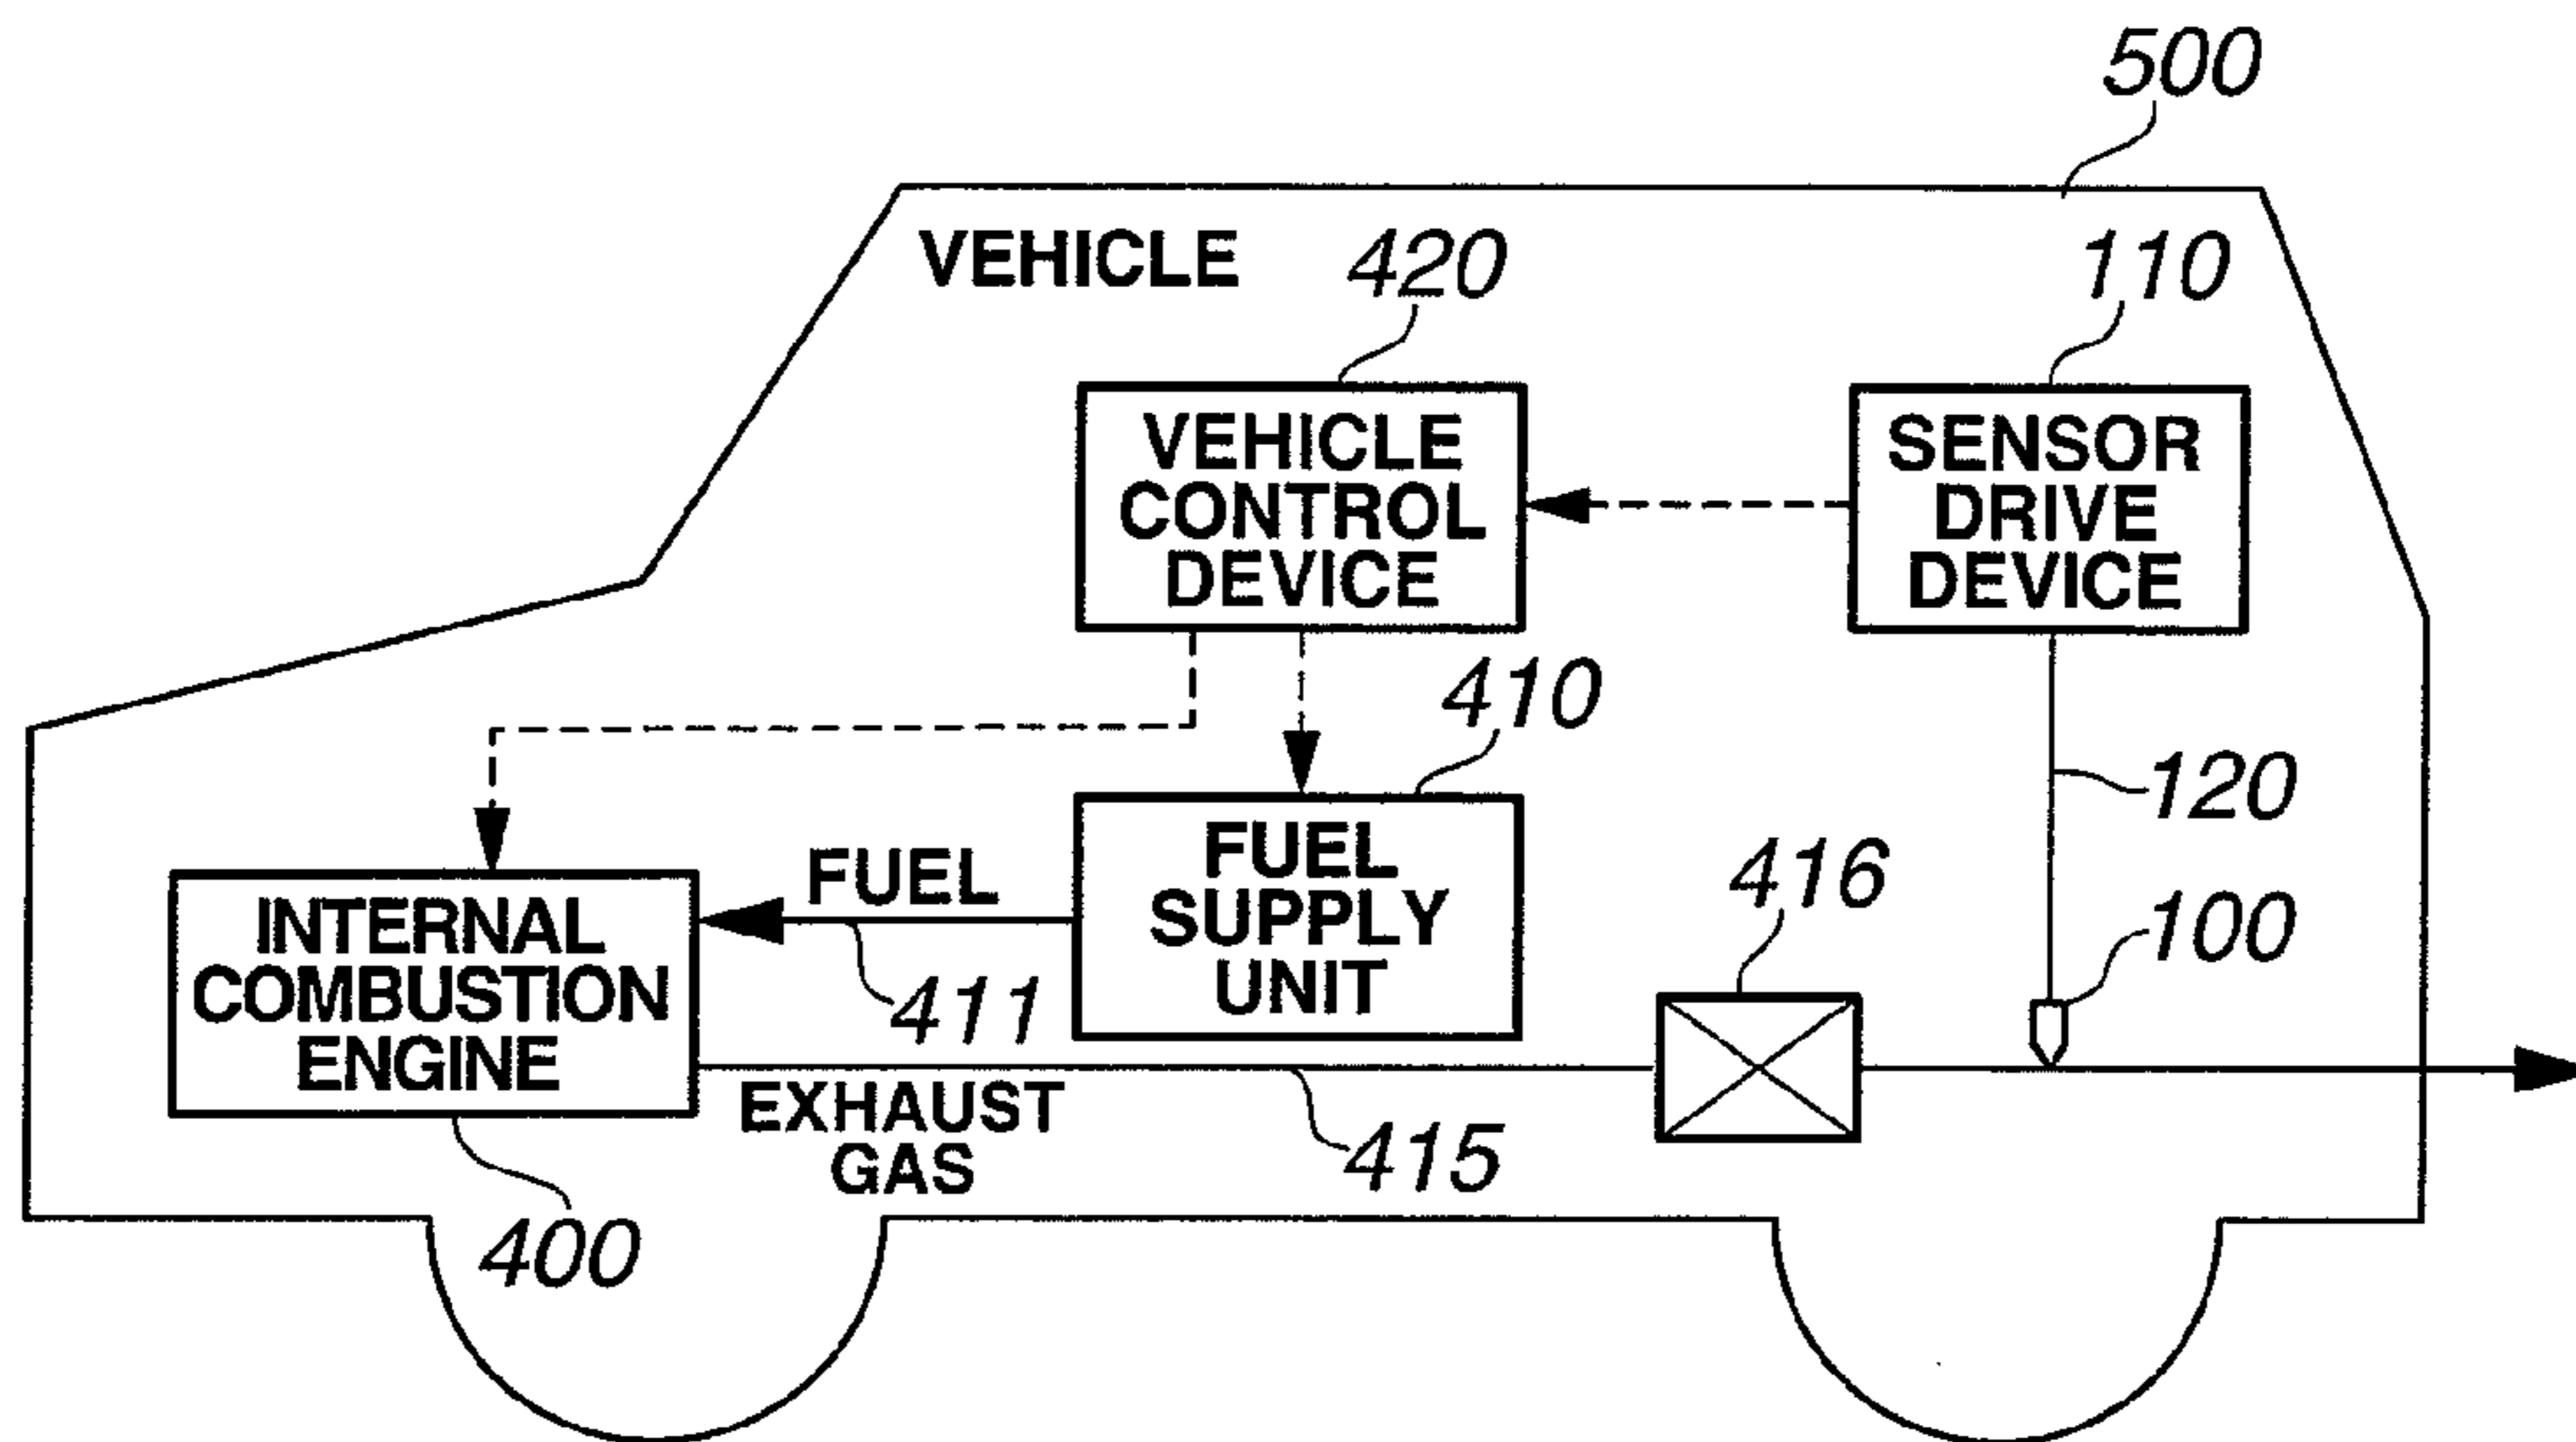 500
VEHICLE
420
110
VEHICLE
CONTROL
DEVICE
SENSOR
DRIVE
DEVICE
410
120
FUEL
FUEL
SUPPLY
UNIT
416
100
INTERNAL
COMBUSTION
ENGINE
411
EXHAUST
GAS
415
400